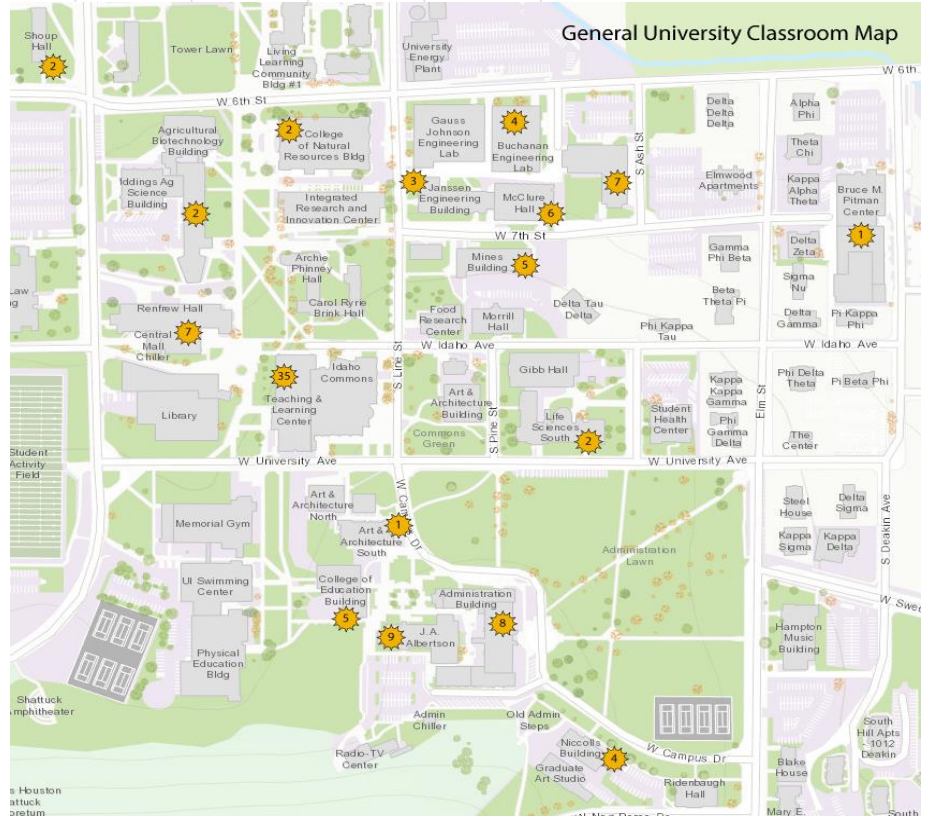 General University Classroom Map
Shoup
Hall
2
Tower Lawn
Living
Learning
Community
Bldg #1
University
Energy
Plant
W 6th St
W 6th
Agricultural
Biotechnology
Building
2
College
of Natural
Resources Bldg
Gauss
Johnson
Engineering
Lab
4
Buchanan
Engineering
Lab
S Ash St
Delta
Delta
Delta
Alpha
Phi
Theta
Chi
Iddings Ag
Science
Building
2
Integrated
Research and
Innovation Center
3
Janssen
Engineering
Building
McClure
Hall
6
7
Elmwood
Apartments
Kappa
Alpha
Theta
Bruce M.
Pitman
Center
1
W 7th St
Archie
Phinney
Hall
Mines
Building
5
Gamma
Phi Beta
Delta
Zeta
Sigma
Nu
Law
Carol Ryrie
Brink Hall
Food
Research
Center
Morrill
Hall
Delta Tau
Delta
Beta
Theta Pi
Phi Kappa
Tau
Delta
Gamma
Pi Kappa
Phi
Renfrew Hall
7
Central
Mall
Chiller
W Idaho Ave
W Idaho Ave
S Line St
Library
35
Teaching &
Learning
Center
Idaho
Commons
Art &
Architecture
Building
Commons
Green
S Pine St
Gibb Hall
Life
Sciences
South
2
Student
Health
Center
Kappa
Kappa
Gamma
Phi
Gamma
Delta
Elm St
Phi Delta
Theta
Pi Beta Phi
The
Center
Student
Activity
Field
W University Ave
W University Ave
Memorial Gym
Art &
Architecture
North
1
Art &
Architecture
South
W Campus Dr
Administration
Lawn
Steel
House
Delta
Sigma
Kappa
Sigma
Kappa
Delta
S Deakin Ave
UI Swimming
Center
College of
Education
Building
5
Administration
Building
8
9
J.A.
Albertson
Physical
Education
Bldg
Hampton
Music
Building
Shattuck
Admin
Chiller
Old Admin
Steps
Radio-TV
Center
Niccolls
Building
4
Graduate
Art Studio
W Campus Dr
Ridenbaugh
Hall
Blake
House
South
Hill Apts
- 1012
Deakin
Houston
Mary E.
South